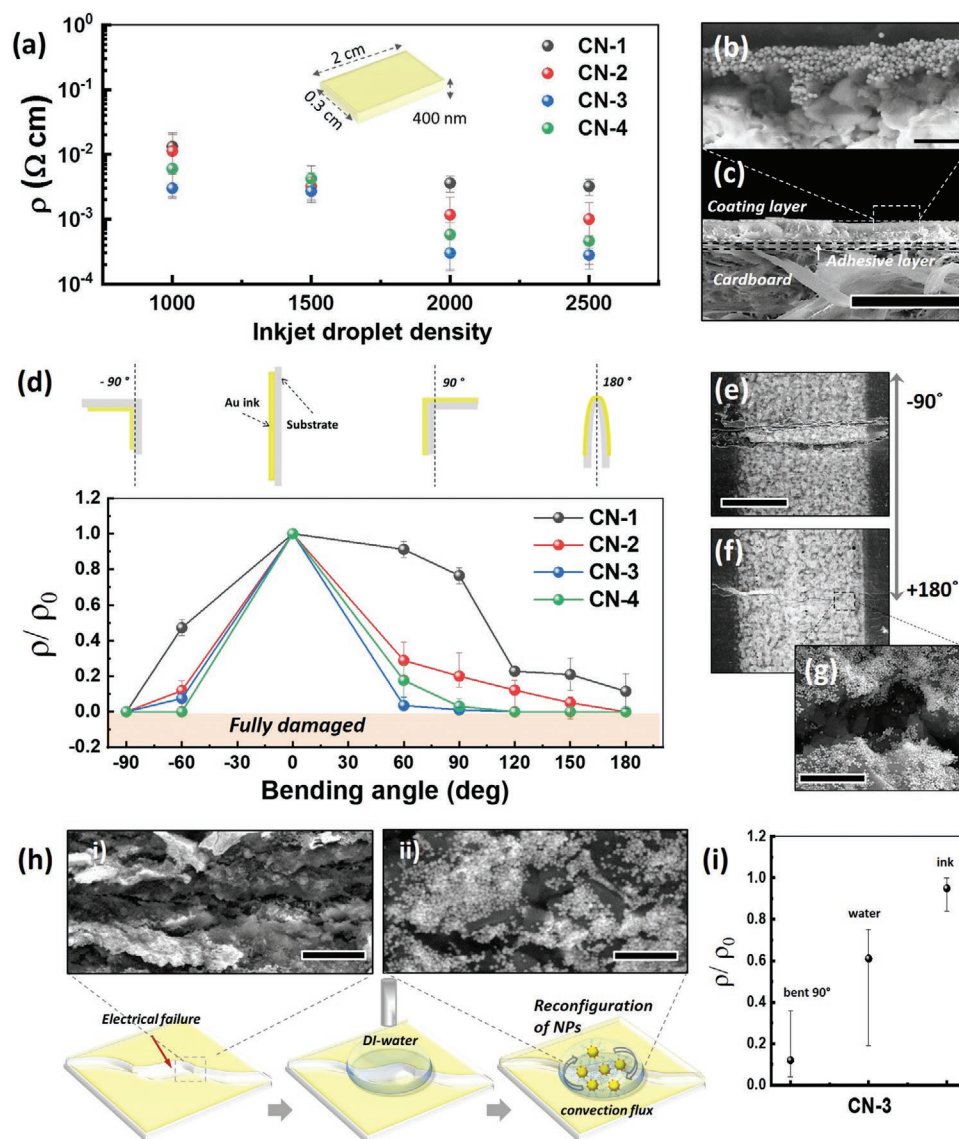 (a)
10⁰
10⁻¹
10⁻²
10⁻³
10⁻⁴
ρ (Ω cm)
2 cm
0.3 cm
400 nm
CN-1
CN-2
CN-3
CN-4
1000 1500 2000 2500
Inkjet droplet density
(b)
(c)
Coating layer
Adhesive layer
Cardboard
(d)
- 90˚
Au ink
Substrate
90˚
180˚
1.2
1.0
0.8
0.6
0.4
0.2
0.0
-0.2
ρ/ ρ₀
CN-1
CN-2
CN-3
CN-4
Fully damaged
-90 -60 -30 0 30 60 90 120 150 180
Bending angle (deg)
(e)
-90˚
(f)
+180˚
(g)
(h)
i)
ii)
Electrical failure
DI-water
Reconfiguration
of NPs
convection flux
(i)
1.2
1.0
0.8
0.6
0.4
0.2
0.0
ρ/ ρ₀
ink
water
bent 90°
CN-3